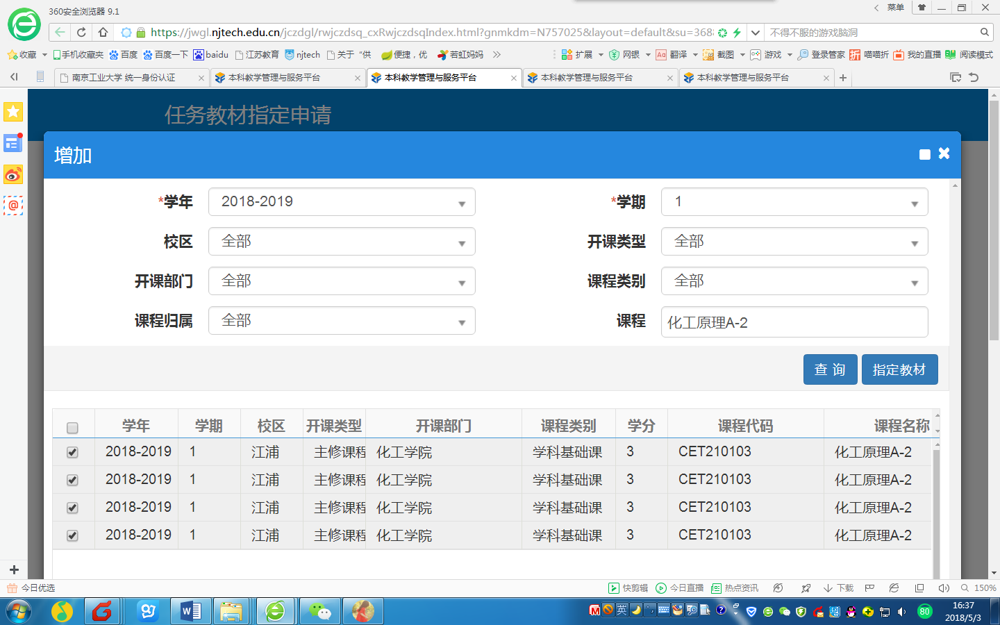 360安全浏览器 9.1
菜单
https://jwgl.njtech.edu.cn/jczdgl/rwjczdsq_cxRwjczdsqIndex.html?gnmkdm=N757025&layout=default&su=368
不得不服的游戏脑洞
收藏 手机收藏夹 百度 百度一下 baidu 江苏教育 njtech 关于“供 便捷，优 若虹妈妈 扩展 网银 翻译 截图 游戏 登录管家 喵喵折 我的直播 阅读模式
南京工业大学 统一身份认证 本科教学管理与服务平台 本科教学管理与服务平台 本科教学管理与服务平台 本科教学管理与服务平台
任务教材指定申请
增加
*学年 2018-2019 *学期 1
校区 全部 开课类型 全部
开课部门 全部 课程类别 全部
课程归属 全部 课程 化工原理A-2
查 询 指定教材
学年 学期 校区 开课类型 开课部门 课程类别 学分 课程代码 课程名称
2018-2019 1 江浦 主修课程 化工学院 学科基础课 3 CET210103 化工原理A-2
2018-2019 1 江浦 主修课程 化工学院 学科基础课 3 CET210103 化工原理A-2
2018-2019 1 江浦 主修课程 化工学院 学科基础课 3 CET210103 化工原理A-2
2018-2019 1 江浦 主修课程 化工学院 学科基础课 3 CET210103 化工原理A-2
今日优选 快剪辑 今日直播 热点资讯 下载 150%
英 80 16:37
2018/5/3